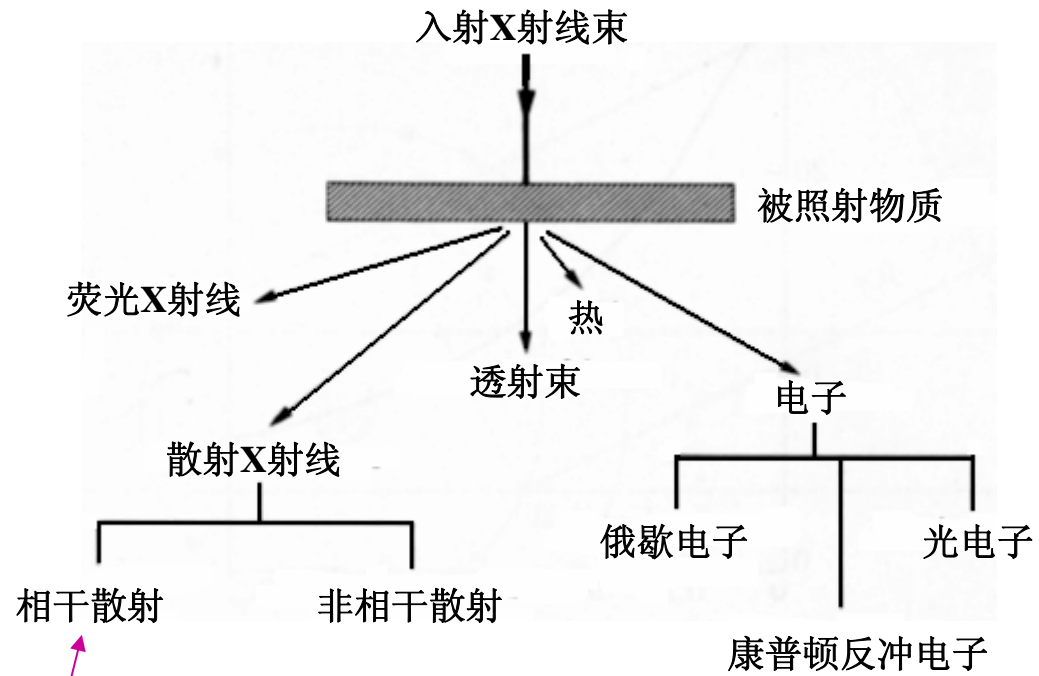 入射X射线束
被照射物质
荧光X射线
热
透射束
电子
散射X射线
俄歇电子
光电子
相干散射
非相干散射
康普顿反冲电子